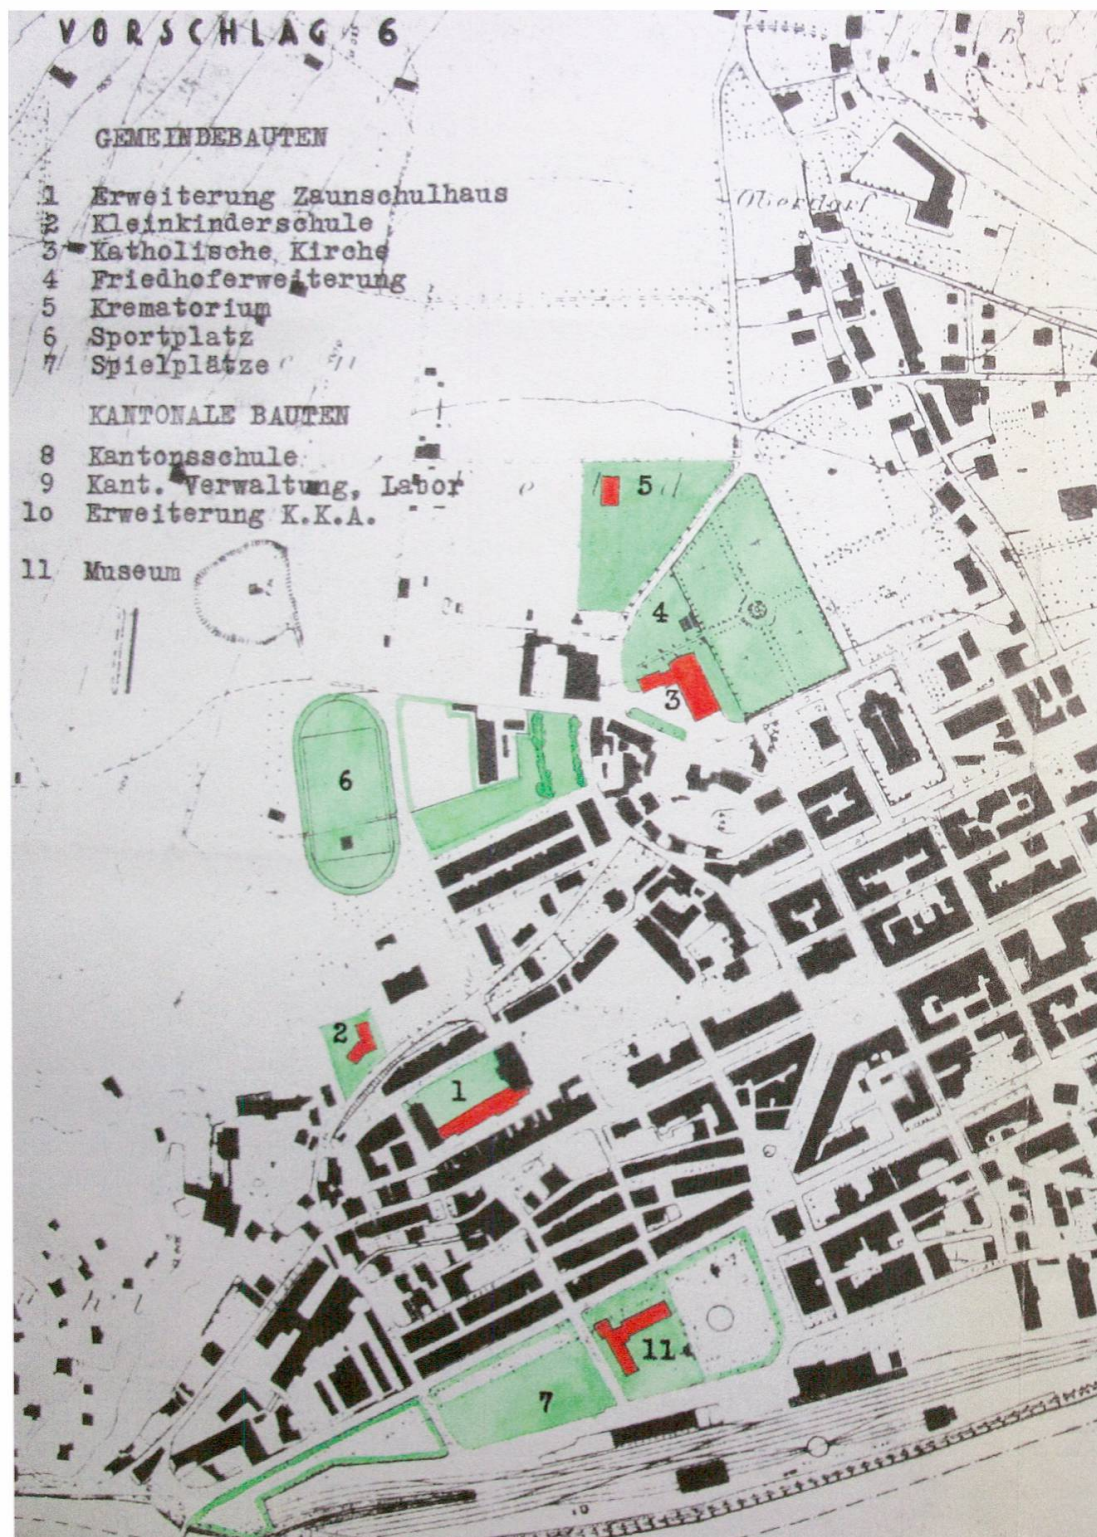 VORSCHLAG 6
GEMEINDEBAUTEN
1 Erweiterung Zaunschulhaus
2 Kleinkinderschule
3 Katholische Kirche
4 Friedhoferweiterung
5 Krematorium
6 Sportplatz
7 Spielplätze
KANTONALE BAUTEN
8 Kantonsschule
9 Kant. Verwaltung, Labor
lo Erweiterung K.K.A.
11 Museum
Oberdorf
5
4
3
6
2
1
11
7